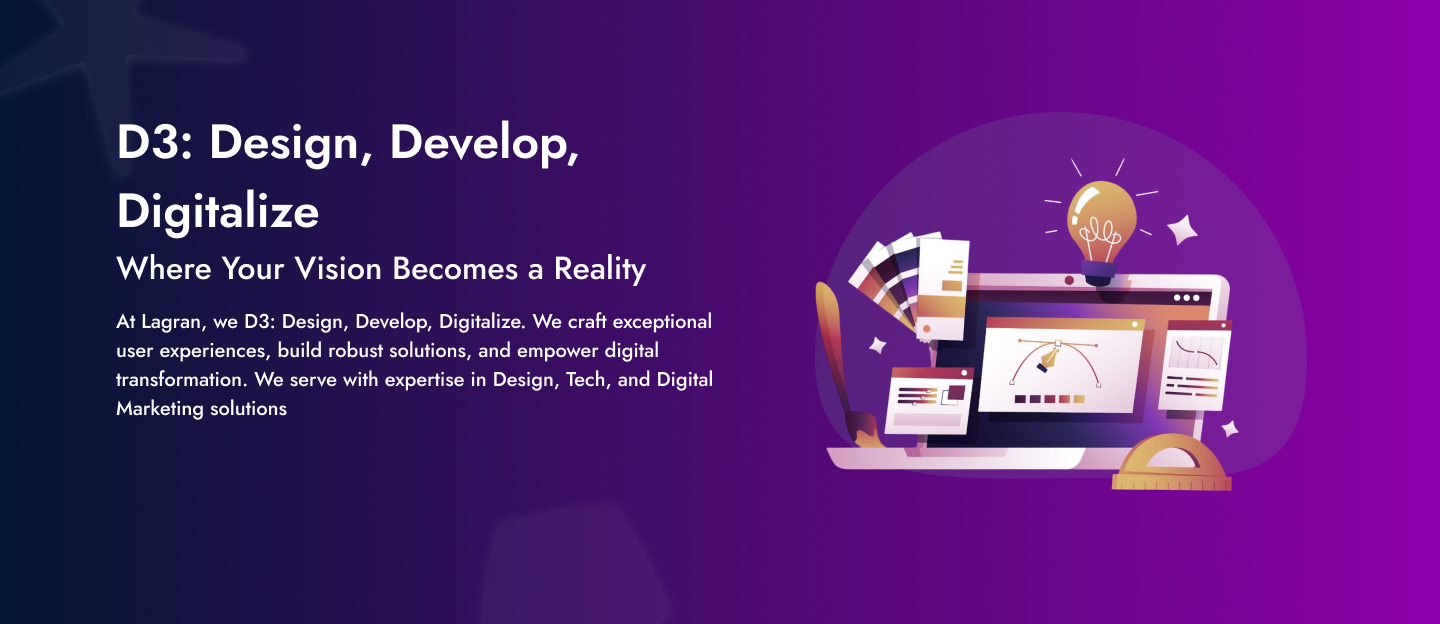 D3: Design, Develop,
Digitalize
Where Your Vision Becomes a Reality
At Lagran, we D3: Design, Develop, Digitalize. We craft exceptional
user experiences, build robust solutions, and empower digital
transformation. We serve with expertise in Design, Tech, and Digital
Marketing solutions